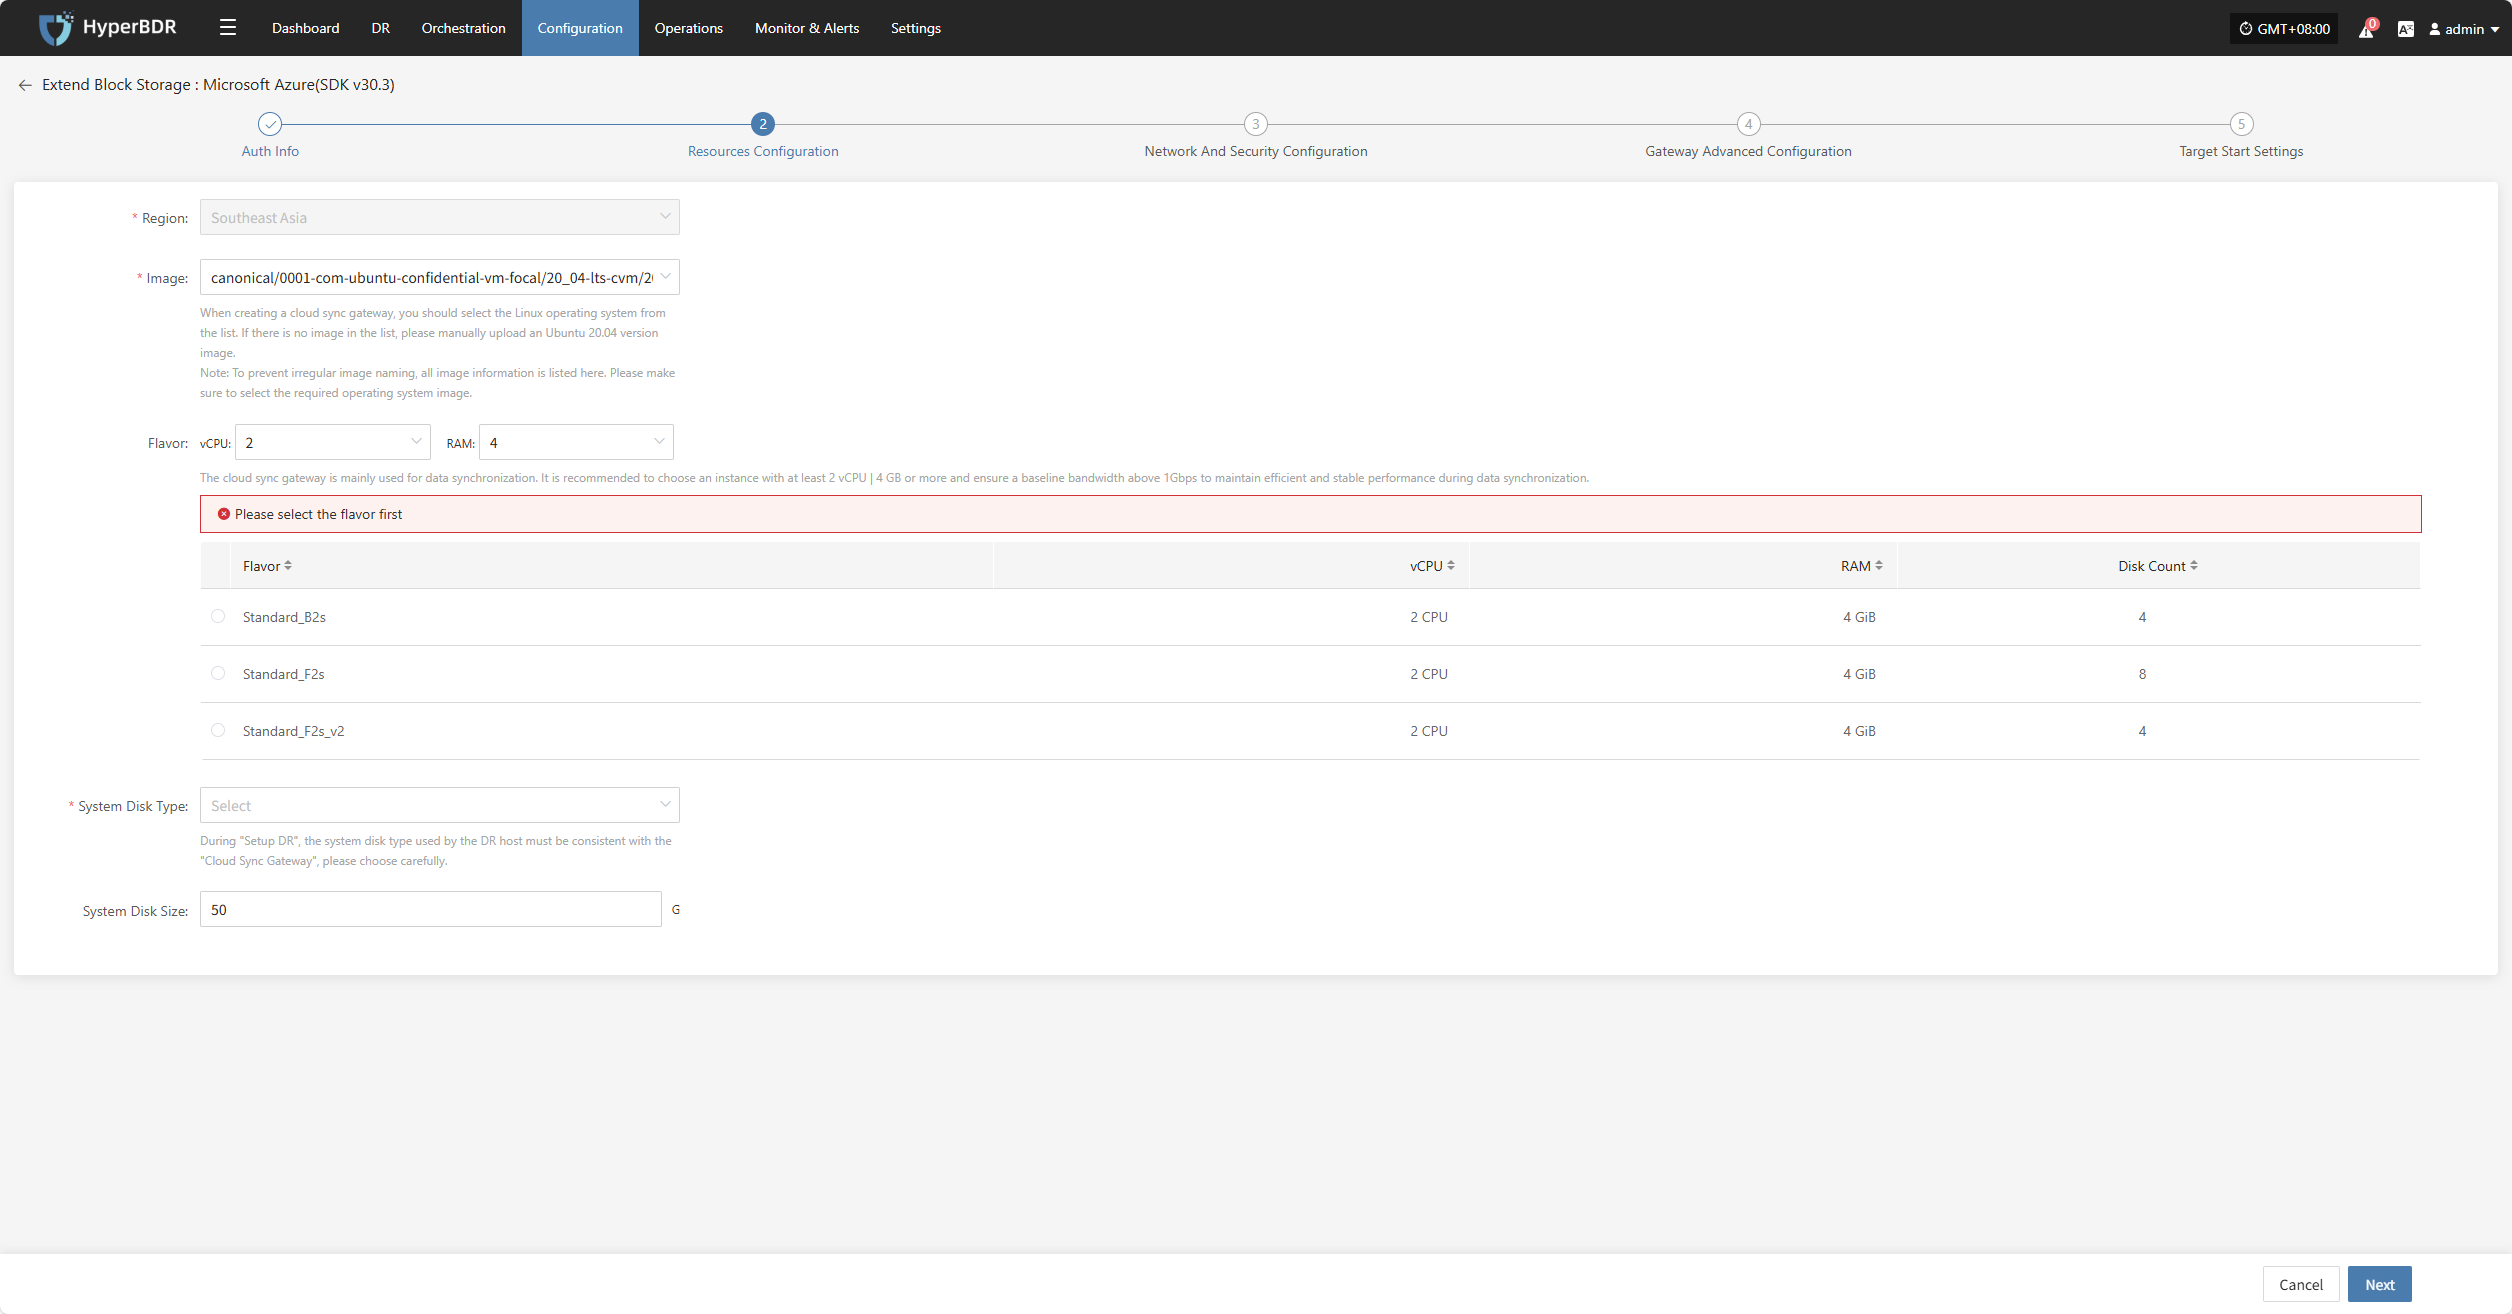 HyperBDR
Dashboard
DR
Orchestration
Configuration
Operations
Monitor & Alerts
Settings
GMT+08:00
0
admin
Extend Block Storage : Microsoft Azure(SDK v30.3)
2
3
4
5
Auth Info
Resources Configuration
Network And Security Configuration
Gateway Advanced Configuration
Target Start Settings
* Region:
Southeast Asia
* Image:
canonical/0001-com-ubuntu-confidential-vm-focal/20_04-lts-cvm/2
When creating a cloud sync gateway, you should select the Linux operating system from
the list. If there is no image in the list, please manually upload an Ubuntu 20.04 version
image.
Note: To prevent irregular image naming, all image information is listed here. Please make
sure to select the required operating system image.
Flavor:
vCPU:
2
RAM:
4
The cloud sync gateway is mainly used for data synchronization. It is recommended to choose an instance with at least 2 vCPU | 4 GB or more and ensure a baseline bandwidth above 1Gbps to maintain efficient and stable performance during data synchronization.
Please select the flavor first
Flavor
vCPU
RAM
Disk Count
Standard_B2s
2 CPU
4 GiB
4
Standard_F2s
2 CPU
4 GiB
8
Standard_F2s_v2
2 CPU
4 GiB
4
* System Disk Type:
Select
During "Setup DR", the system disk type used by the DR host must be consistent with the
"Cloud Sync Gateway", please choose carefully.
System Disk Size:
50
G
Cancel
Next